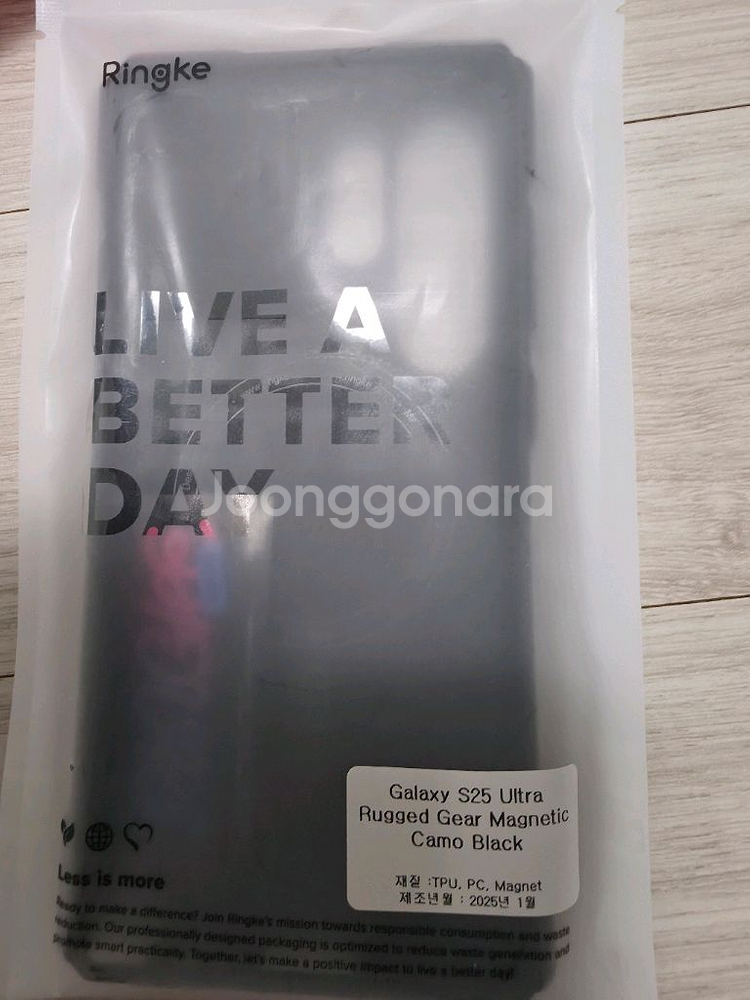 Ringke
LIVE A
BETTER
DAY
Joonggonara
Galaxy S25 Ultra
Rugged Gear Magnetic
Camo Black
재질 :TPU, PC, Magnet
제조년월 : 2025년 1월
Less is more
Ready to make a difference? Join Ringke's mission towards responsible consumption and waste
reduction. Our professionally designed packaging is optimized to reduce waste generation and
promote smart practicality. Together, let's make a positive impact to live a better day!